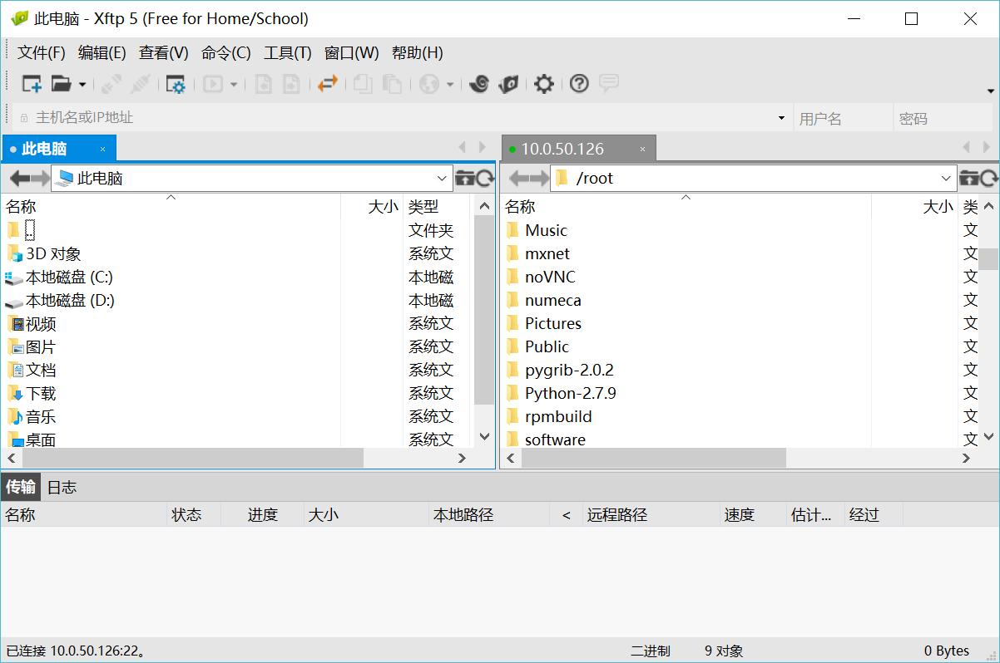 此电脑 - Xftp 5 (Free for Home/School)
文件(F) 编辑(E) 查看(V) 命令(C) 工具(T) 窗口(W) 帮助(H)
主机名或IP地址 用户名 密码
此电脑 × 10.0.50.126 ×
此电脑 /root
名称 大小 类型 名称 大小 类
.. 文件夹 Music 文
3D 对象 系统文 mxnet 文
本地磁盘 (C:) 本地磁 noVNC 文
本地磁盘 (D:) 本地磁 numeca 文
视频 系统文 Pictures 文
图片 系统文 Public 文
文档 系统文 pygrib-2.0.2 文
下载 系统文 Python-2.7.9 文
音乐 系统文 rpmbuild 文
桌面 系统文 software 文
传输 日志
名称 状态 进度 大小 本地路径 < 远程路径 速度 估计... 经过
已连接 10.0.50.126:22。 二进制 9 对象 0 Bytes